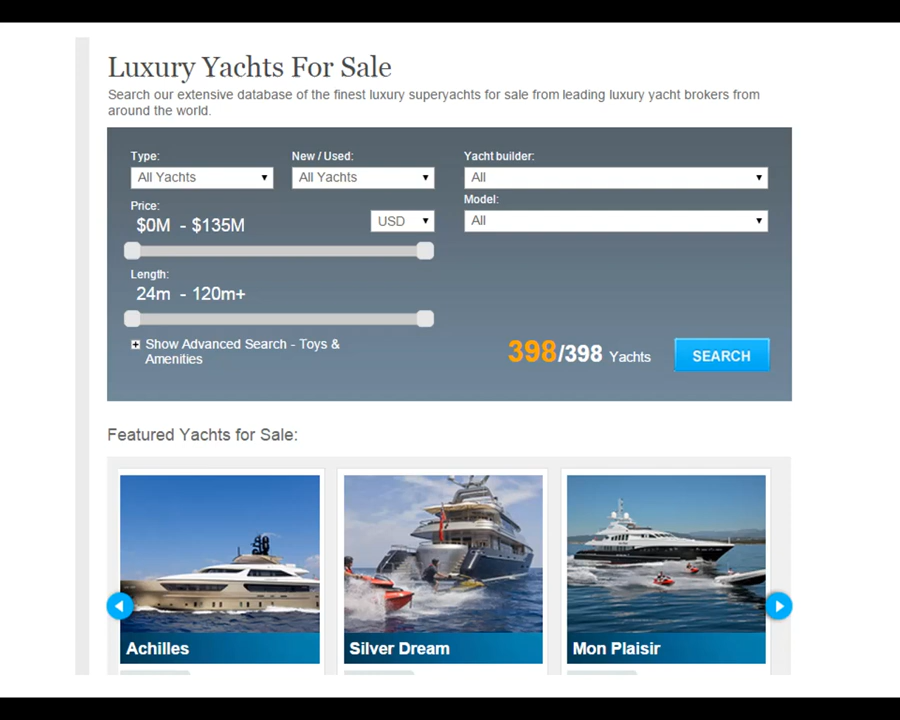 Luxury Yachts For Sale
Search our extensive database of the finest luxury superyachts for sale from leading luxury yacht brokers from
around the world.
Type:
All Yachts
New / Used:
All Yachts
Yacht builder:
All
Model:
All
Price:
$0M - $135M
USD
Length:
24m - 120m+
Show Advanced Search - Toys &
Amenities
398/398 Yachts
SEARCH
Featured Yachts for Sale:
Achilles
Silver Dream
Mon Plaisir